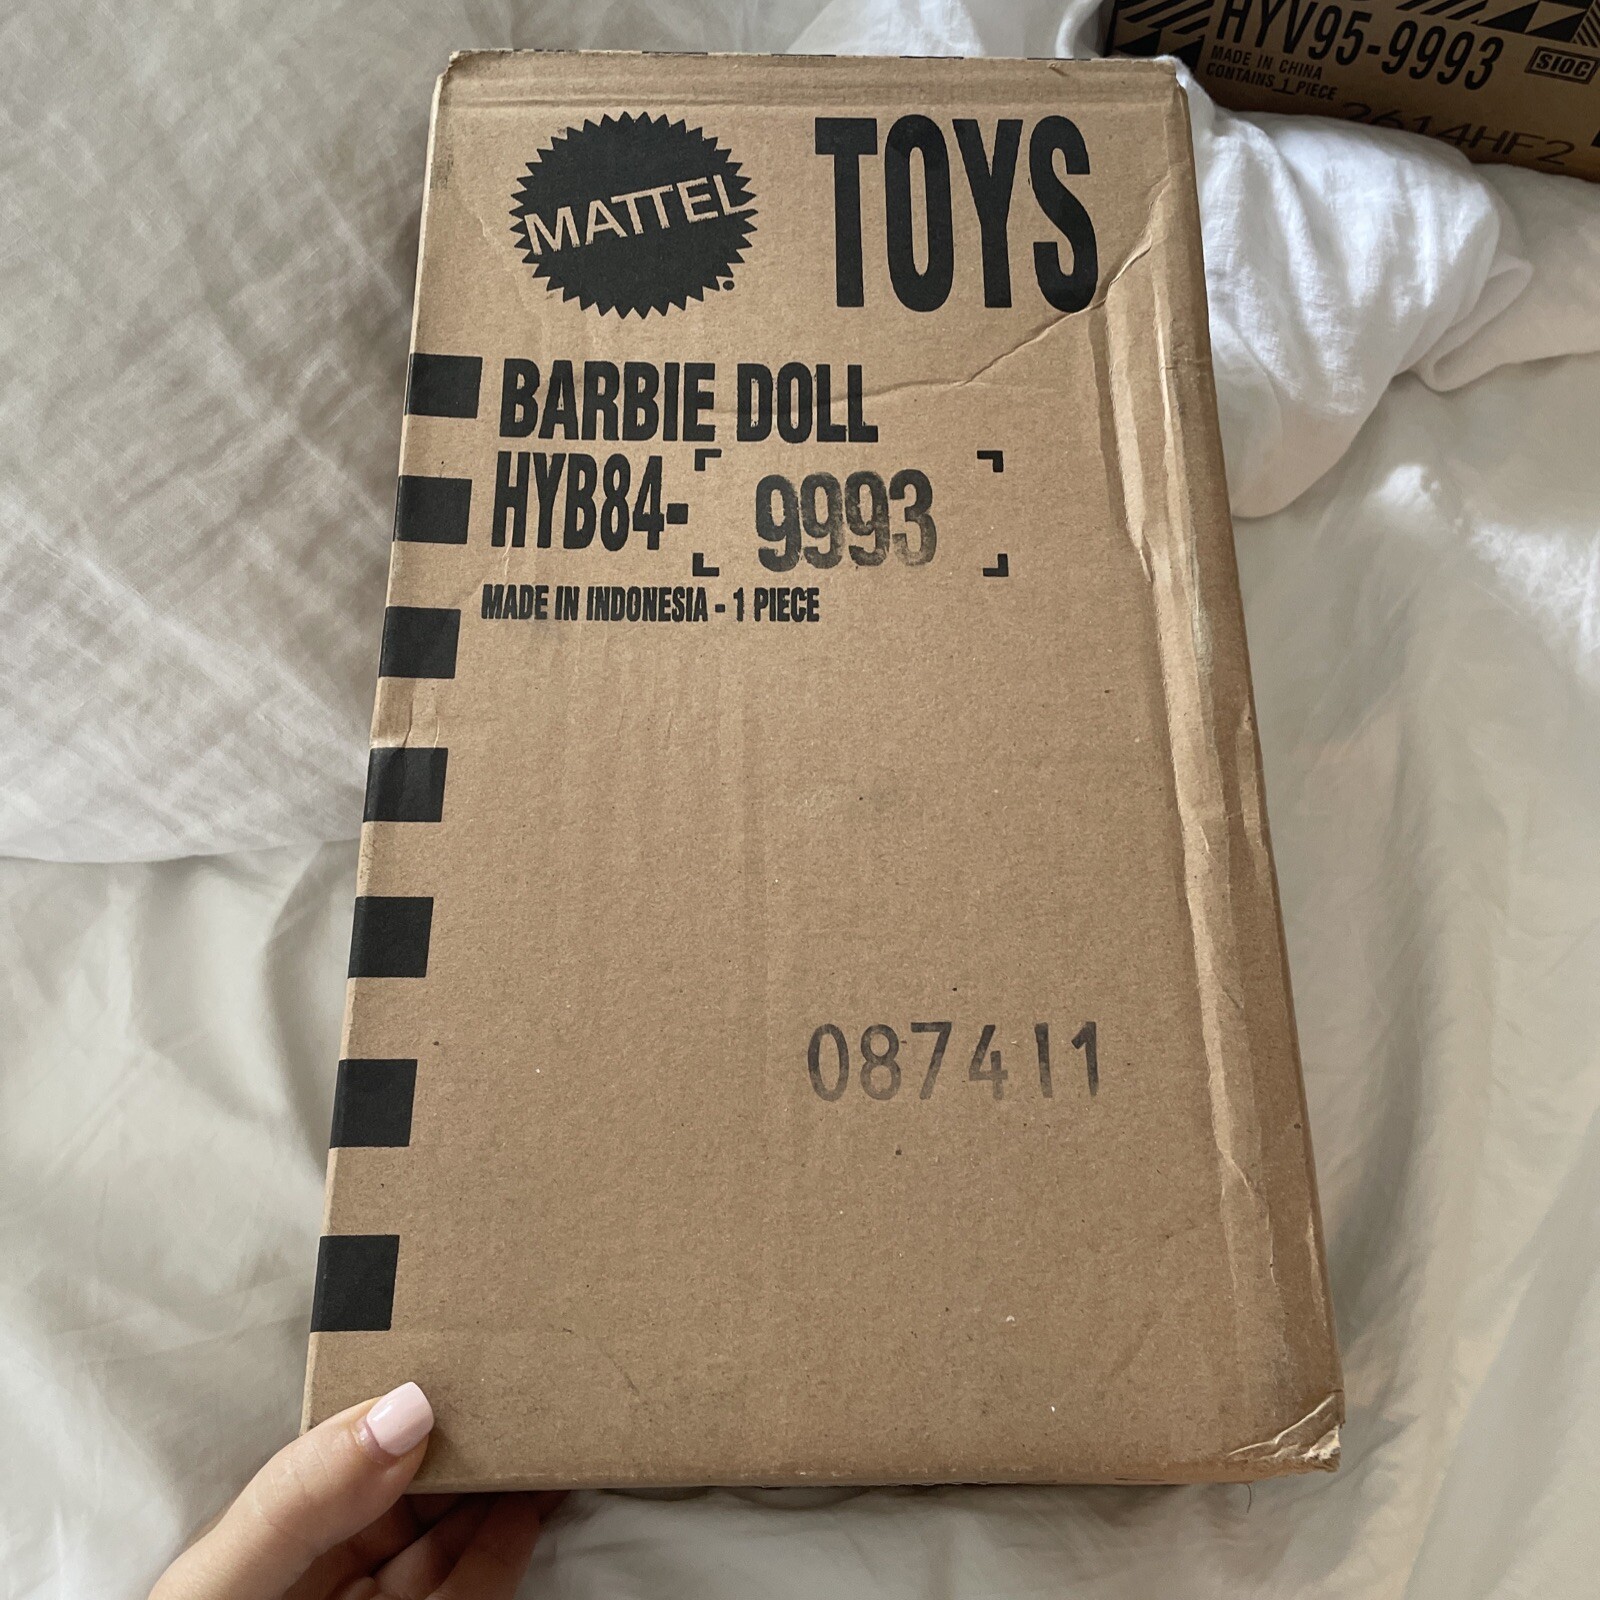 MATTEL
TOYS
BARBIE DOLL
HYB84- 9993
MADE IN INDONESIA - 1 PIECE
087411
HYV95-9993
MADE IN CHINA
CONTAINS 1 PIECE
SIOC
2614HF2